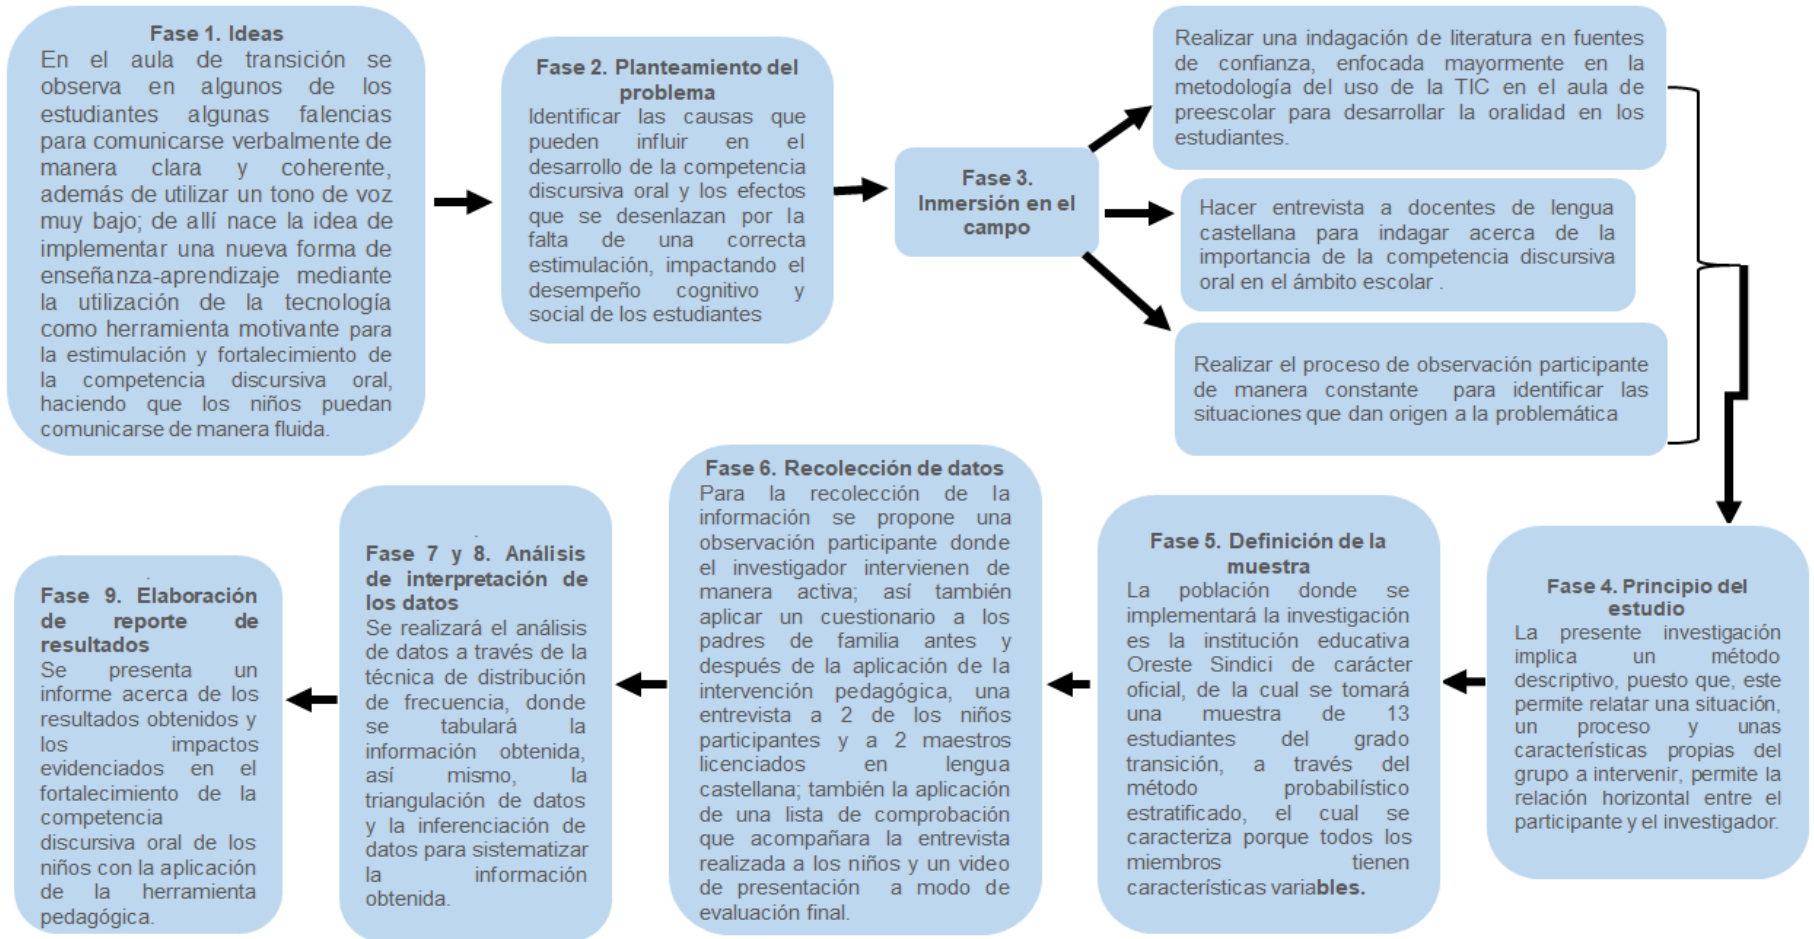 Fase 1. Ideas
En el aula de transición se
observa en algunos de los
estudiantes algunas falencias
para comunicarse verbalmente de
manera clara y coherente,
además de utilizar un tono de voz
muy bajo; de allí nace la idea de
implementar una nueva forma de
enseñanza-aprendizaje mediante
la utilización de la tecnología
como herramienta motivante para
la estimulación y fortalecimiento de
la competencia discursiva oral,
haciendo que los niños puedan
comunicarse de manera fluida.
Fase 2. Planteamiento del
problema
Identificar las causas que
pueden influir en el
desarrollo de la competencia
discursiva oral y los efectos
que se desenlazan por la
falta de una correcta
estimulación, impactando el
desempeño cognitivo y
social de los estudiantes
Fase 3.
Inmersión en el
campo
Realizar una indagación de literatura en fuentes
de confianza, enfocada mayormente en la
metodología del uso de la TIC en el aula de
preescolar para desarrollar la oralidad en los
estudiantes.
Hacer entrevista a docentes de lengua
castellana para indagar acerca de la
importancia de la competencia discursiva
oral en el ámbito escolar .
Realizar el proceso de observación participante
de manera constante para identificar las
situaciones que dan origen a la problemática
Fase 4. Principio del
estudio
La presente investigación
implica un método
descriptivo, puesto que, este
permite relatar una situación,
un proceso y unas
características propias del
grupo a intervenir, permite la
relación horizontal entre el
participante y el investigador.
Fase 5. Definición de la
muestra
La población donde se
implementará la investigación
es la institución educativa
Oreste Sindici de carácter
oficial, de la cual se tomará
una muestra de 13
estudiantes del grado
transición, a través del
método probabilístico
estratificado, el cual se
caracteriza porque todos los
miembros tienen
características variables.
Fase 6. Recolección de datos
Para la recolección de la
información se propone una
observación participante donde
el investigador intervienen de
manera activa; así también
aplicar un cuestionario a los
padres de familia antes y
después de la aplicación de la
intervención pedagógica, una
entrevista a 2 de los niños
participantes y a 2 maestros
licenciados en lengua
castellana; también la aplicación
de una lista de comprobación
que acompañara la entrevista
realizada a los niños y un video
de presentación a modo de
evaluación final.
Fase 7 y 8. Análisis
de interpretación de
los datos
Se realizará el análisis
de datos a través de la
técnica de distribución
de frecuencia, donde
se tabulará la
información obtenida,
así mismo, la
triangulación de datos
y la inferenciación de
datos para sistematizar
la información
obtenida.
Fase 9. Elaboración
de reporte de
resultados
Se presenta un
informe acerca de los
resultados obtenidos y
los impactos
evidenciados en el
fortalecimiento de la
competencia
discursiva oral de los
niños con la aplicación
de la herramienta
pedagógica.